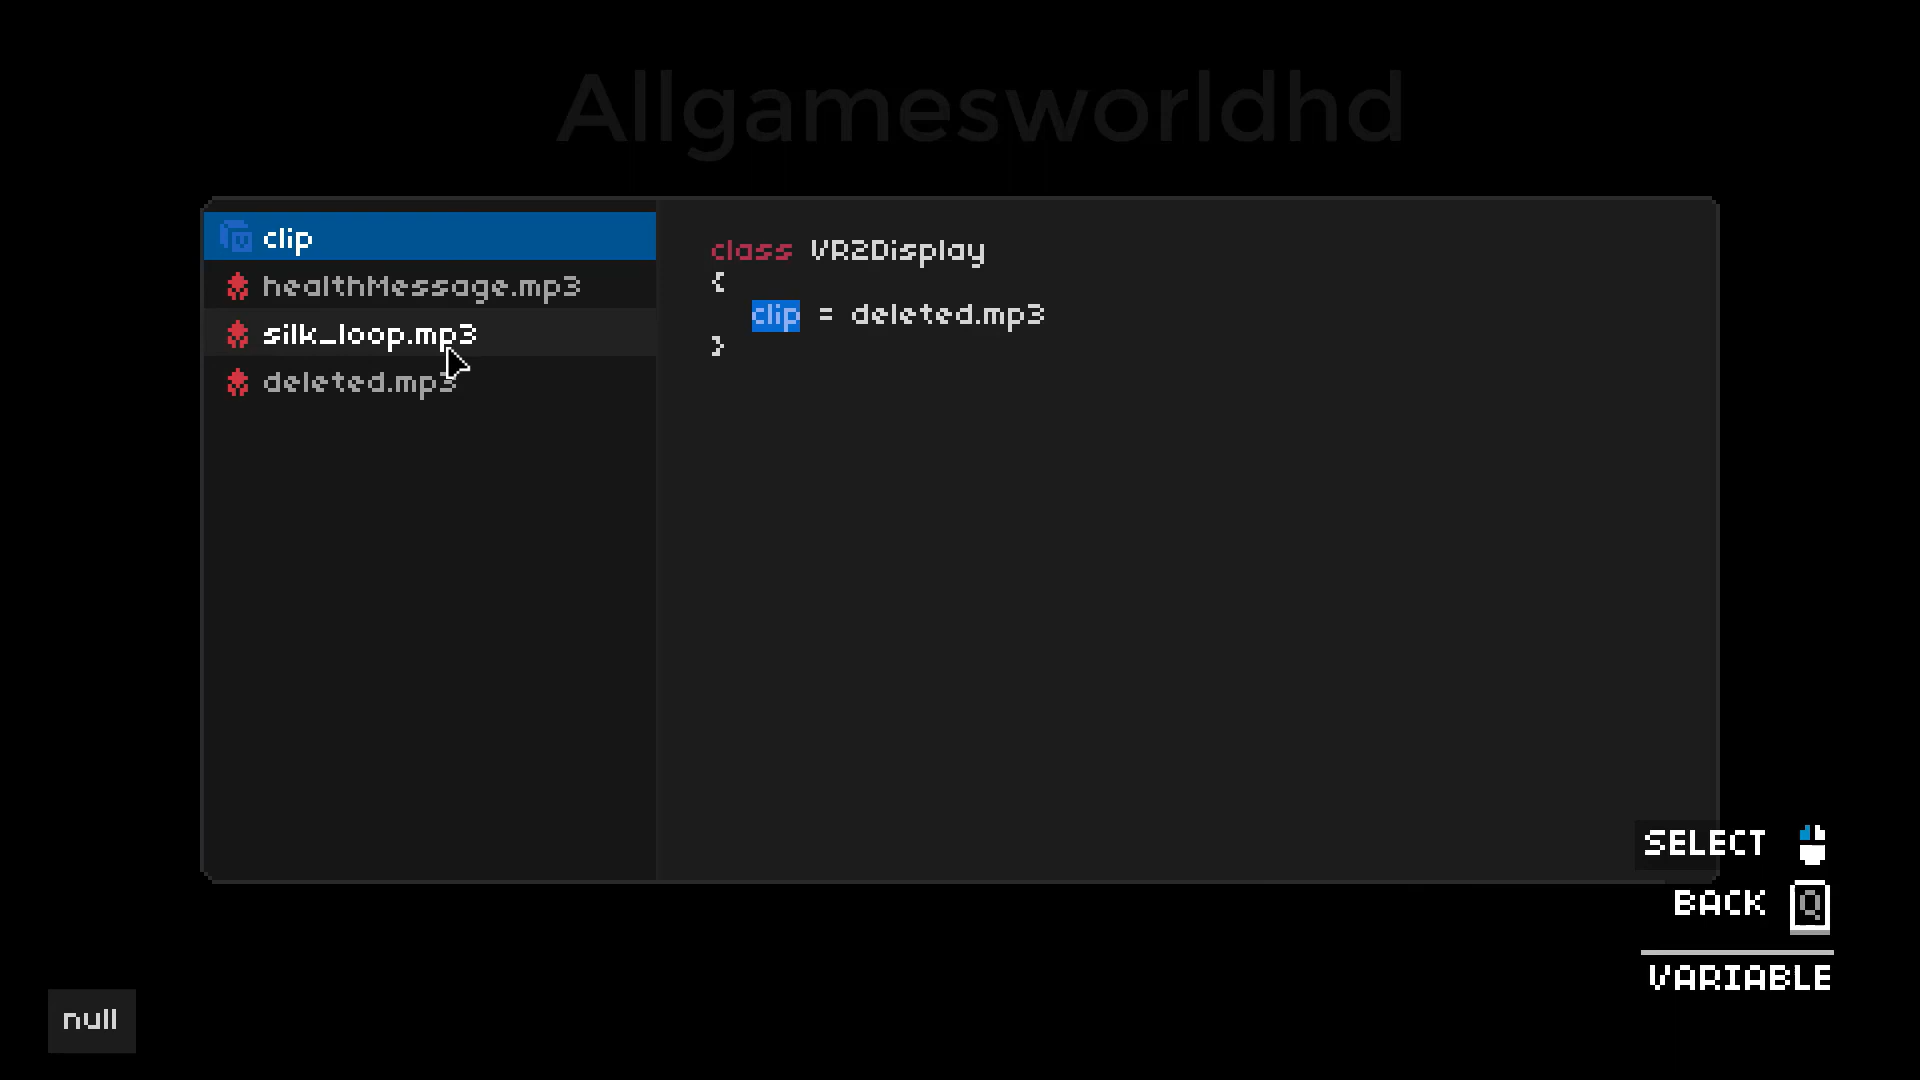 Allgamesworldhd
clip
healthMessage.mp3
silk_loop.mp3
deleted.mp3
class VR2Display
{
clip = deleted.mp3
}
SELECT
BACK Q
VARIABLE
null